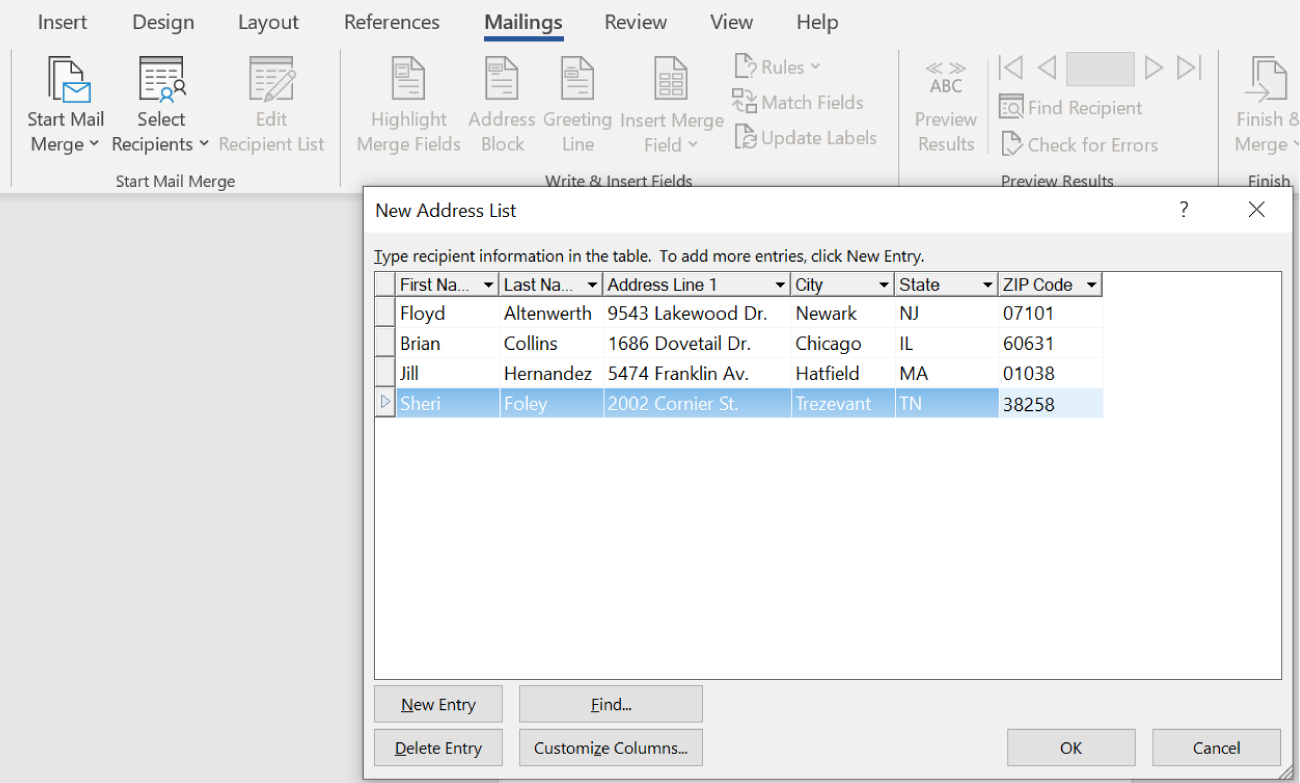 Insert Design Layout References Mailings Review View Help
Start Mail Merge
Select Recipients
Edit Recipient List
Highlight Merge Fields
Address Block
Greeting Line
Insert Merge Field
Rules
Match Fields
Update Labels
ABC
Preview Results
Find Recipient
Check for Errors
Finish & Merge
Start Mail Merge
Write & Insert Fields
Preview Results
Finish
New Address List ?
Type recipient information in the table. To add more entries, click New Entry.
First Na... Last Na... Address Line 1 City State ZIP Code
Floyd Altenwerth 9543 Lakewood Dr. Newark NJ 07101
Brian Collins 1686 Dovetail Dr. Chicago IL 60631
Jill Hernandez 5474 Franklin Av. Hatfield MA 01038
Sheri Foley 2002 Cornier St. Trezevant TN 38258
New Entry Find...
Delete Entry Customize Columns... OK Cancel